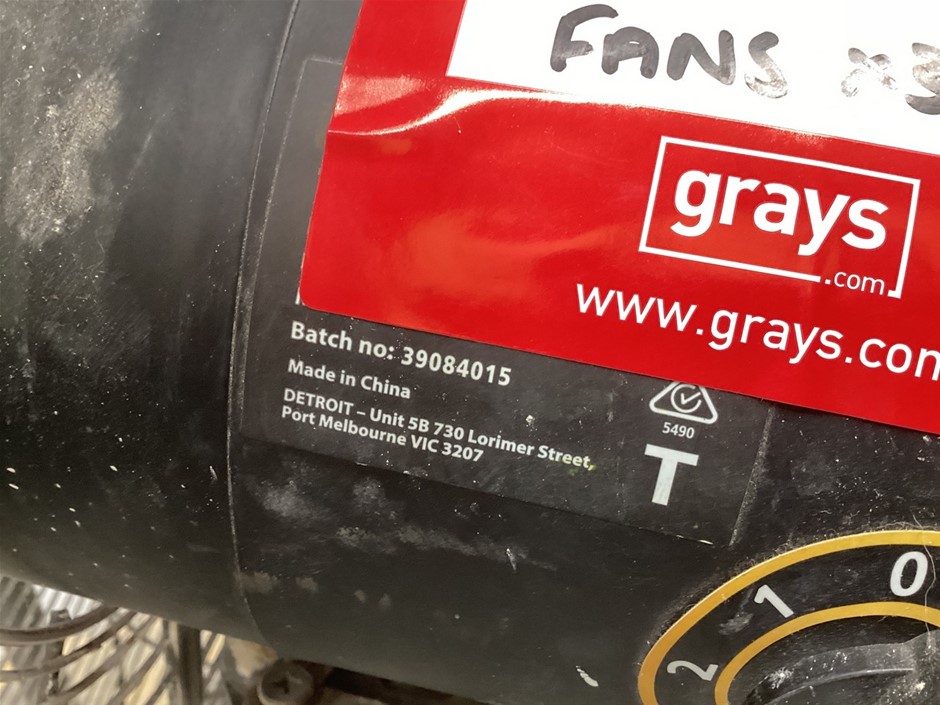 FANS x3
grays
.com
www.grays.com
Batch no: 39084015
Made in China
DETROIT – Unit 5B 730 Lorimer Street,
Port Melbourne VIC 3207
5490
T
0
1
2